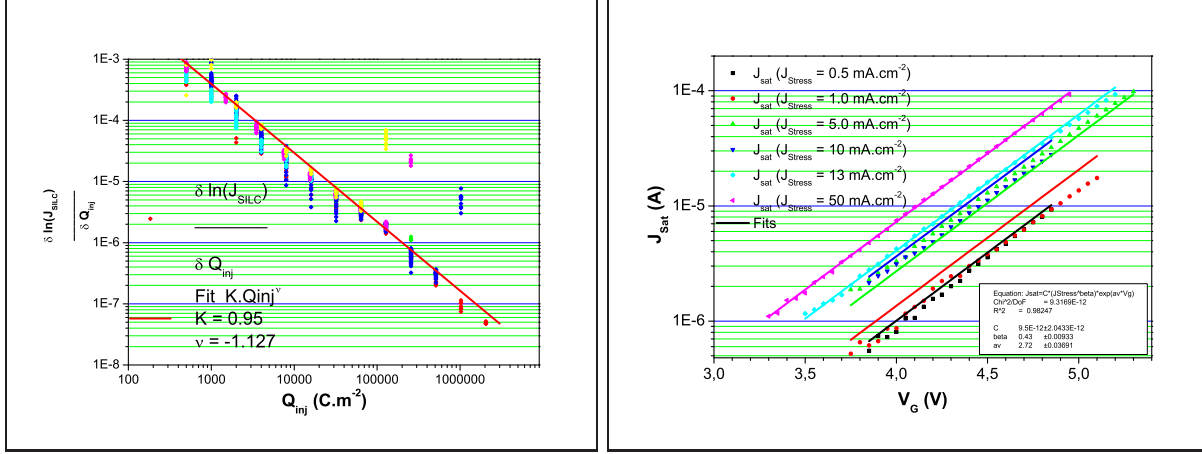 1E-3
1E-4
1E-5
1E-6
1E-7
1E-8
δ ln(J_SILC)
δ Q_inj
δ ln(J_SILC)
δ Q_inj
Fit K.Qinj^ν
K = 0.95
ν = -1.127
100 1000 10000 100000 1000000
Q_inj (C.m^-2)
J_sat (J_Stress = 0.5 mA.cm^-2)
J_sat (J_Stress = 1.0 mA.cm^-2)
J_sat (J_Stress = 5.0 mA.cm^-2)
J_sat (J_Stress = 10 mA.cm^-2)
J_sat (J_Stress = 13 mA.cm^-2)
J_sat (J_Stress = 50 mA.cm^-2)
Fits
1E-4
1E-5
1E-6
J_Sat (A)
Equation: Jsat=C*(JStress^beta)*exp(av*Vg)
Chi^2/DoF = 9.3169E-12
R^2 = 0.98247
C 9.5E-12±2.0433E-12
beta 0.43 ±0.00933
av 2.72 ±0.03691
3,0 3,5 4,0 4,5 5,0
V_G (V)